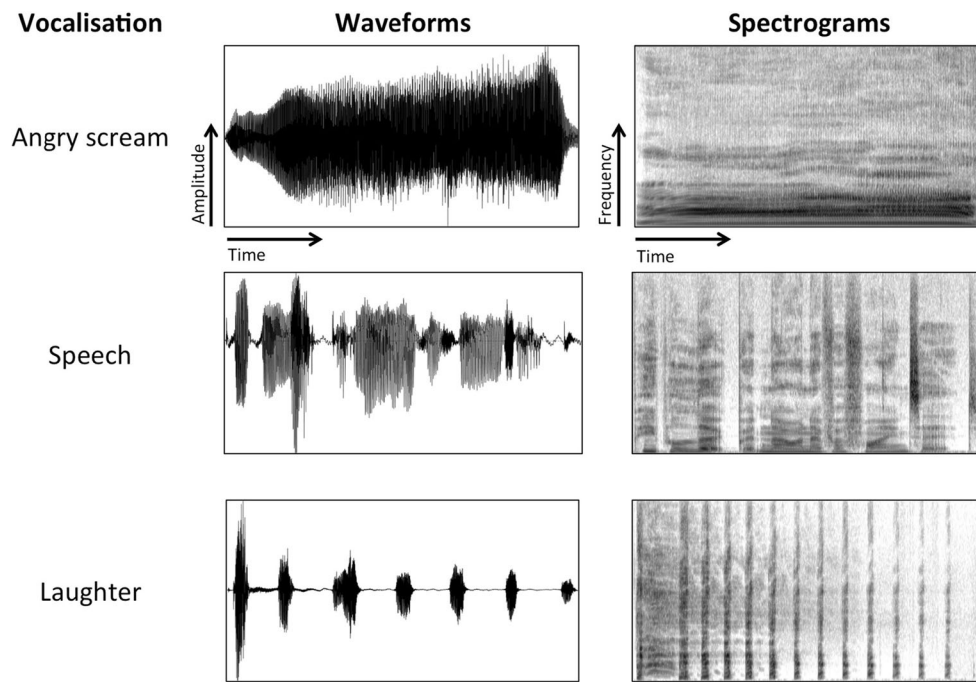 Vocalisation
Waveforms
Spectrograms
Angry scream
Amplitude
Time
Frequency
Time
Speech
Laughter